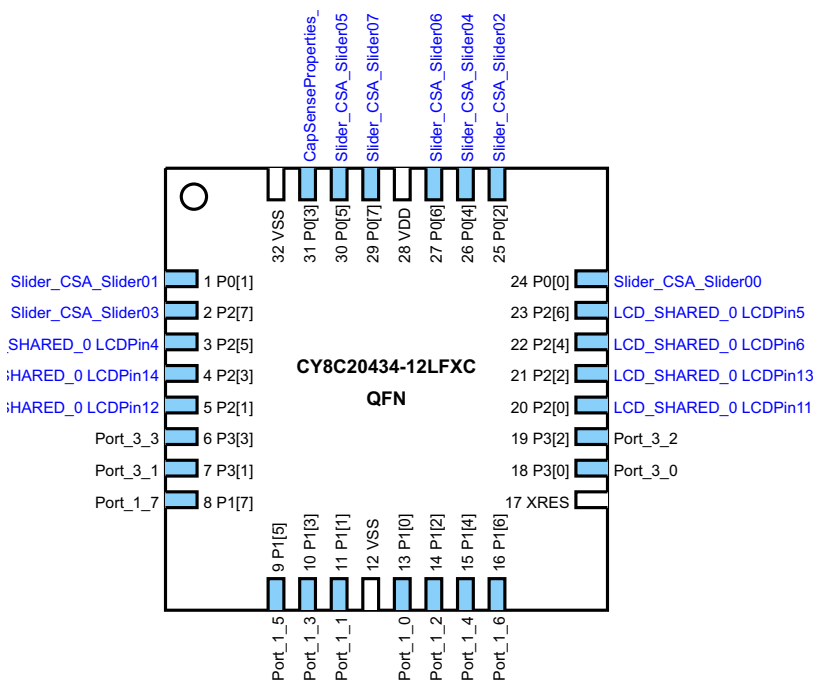 CapSenseProperties_
Slider_CSA_Slider05
Slider_CSA_Slider07
Slider_CSA_Slider06
Slider_CSA_Slider04
Slider_CSA_Slider02
32 VSS
31 P0[3]
30 P0[5]
29 P0[7]
28 VDD
27 P0[6]
26 P0[4]
25 P0[2]
Slider_CSA_Slider01 1 P0[1]
Slider_CSA_Slider03 2 P2[7]
_SHARED_0 LCDPin4 3 P2[5]
SHARED_0 LCDPin14 4 P2[3]
SHARED_0 LCDPin12 5 P2[1]
Port_3_3 6 P3[3]
Port_3_1 7 P3[1]
Port_1_7 8 P1[7]
CY8C20434-12LFXC
QFN
24 P0[0] Slider_CSA_Slider00
23 P2[6] LCD_SHARED_0 LCDPin5
22 P2[4] LCD_SHARED_0 LCDPin6
21 P2[2] LCD_SHARED_0 LCDPin13
20 P2[0] LCD_SHARED_0 LCDPin11
19 P3[2] Port_3_2
18 P3[0] Port_3_0
17 XRES
9 P1[5]
10 P1[3]
11 P1[1]
12 VSS
13 P1[0]
14 P1[2]
15 P1[4]
16 P1[6]
Port_1_5
Port_1_3
Port_1_1
Port_1_0
Port_1_2
Port_1_4
Port_1_6